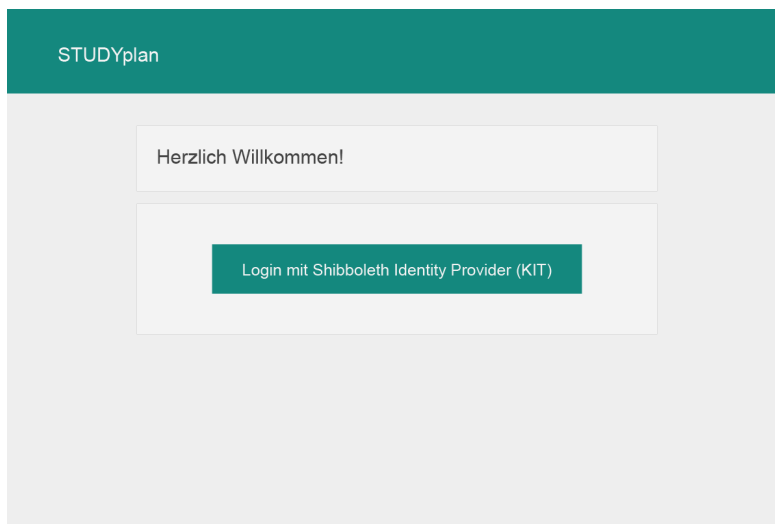 STUDYplan
Herzlich Willkommen!
Login mit Shibboleth Identity Provider (KIT)